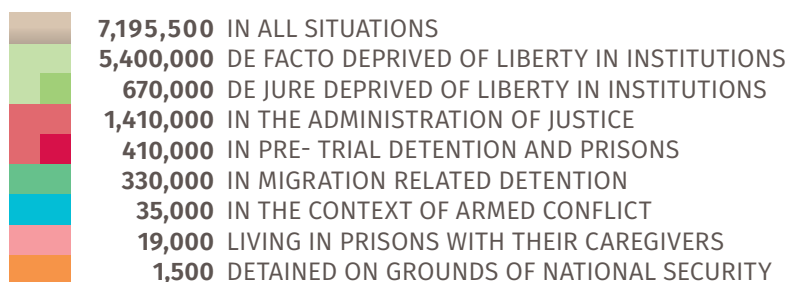 7,195,500 IN ALL SITUATIONS
5,400,000 DE FACTO DEPRIVED OF LIBERTY IN INSTITUTIONS
670,000 DE JURE DEPRIVED OF LIBERTY IN INSTITUTIONS
1,410,000 IN THE ADMINISTRATION OF JUSTICE
410,000 IN PRE- TRIAL DETENTION AND PRISONS
330,000 IN MIGRATION RELATED DETENTION
35,000 IN THE CONTEXT OF ARMED CONFLICT
19,000 LIVING IN PRISONS WITH THEIR CAREGIVERS
1,500 DETAINED ON GROUNDS OF NATIONAL SECURITY